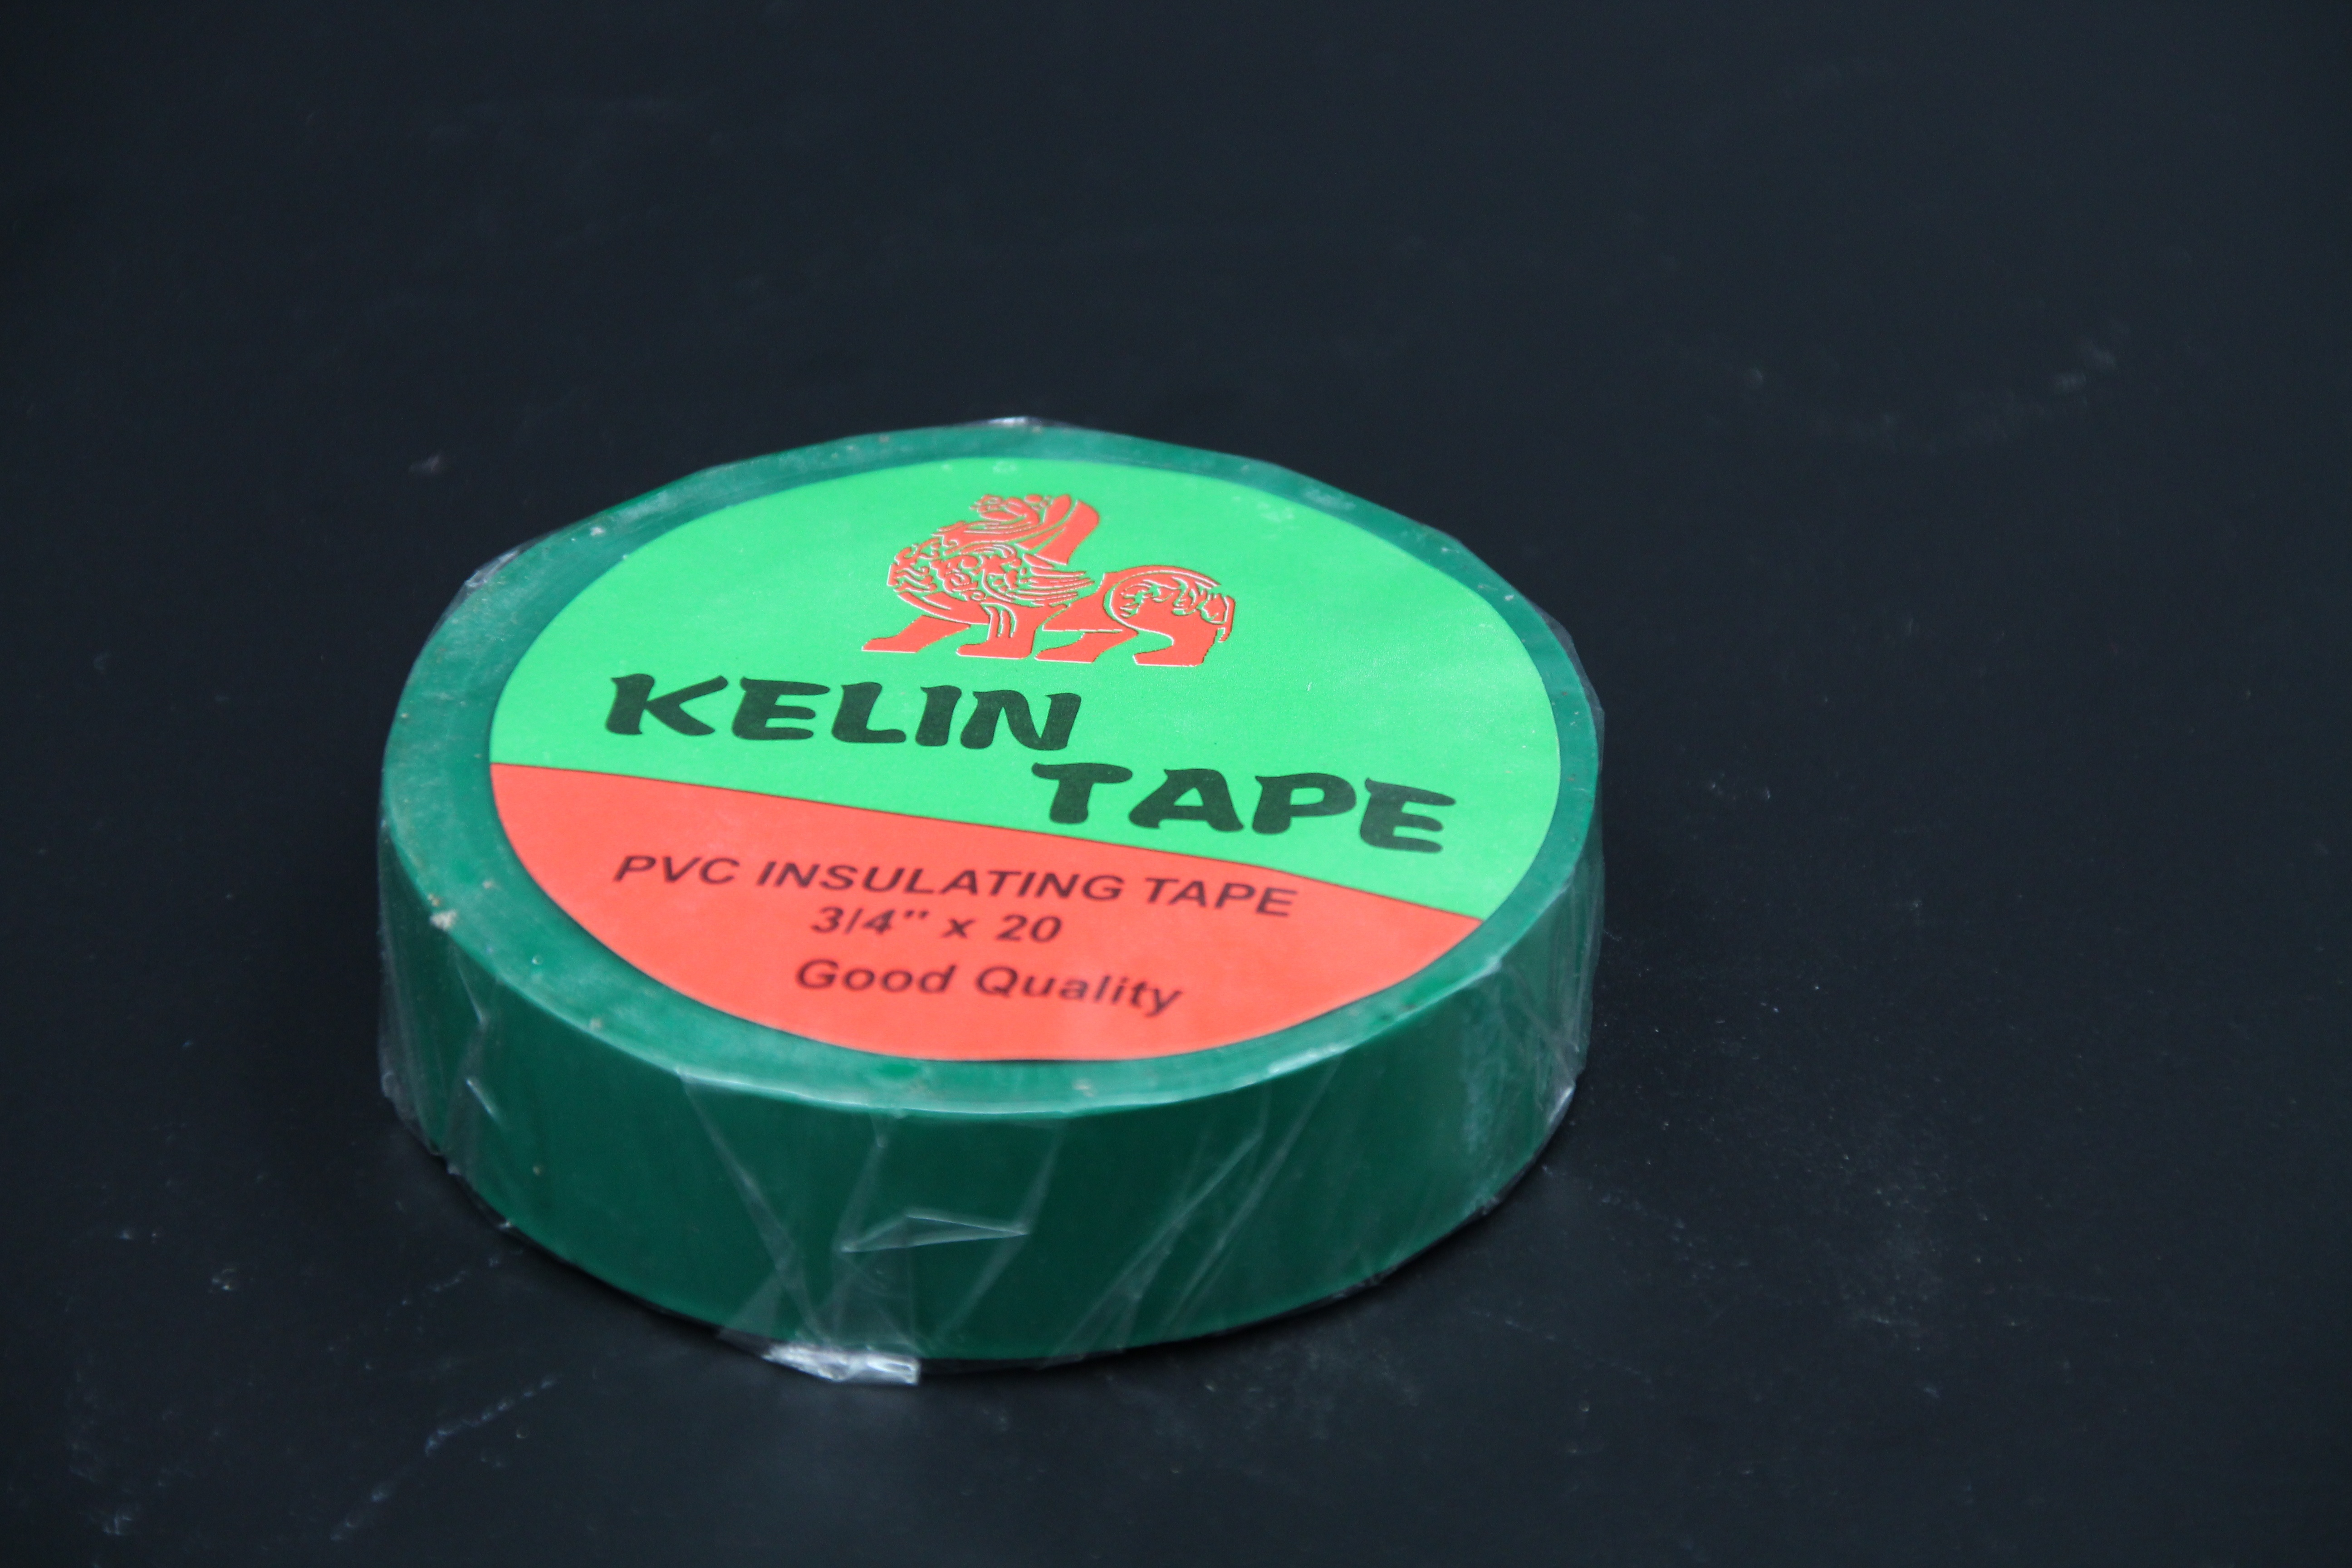 KELIN
TAPE
PVC INSULATING TAPE
3/4" x 20
Good Quality